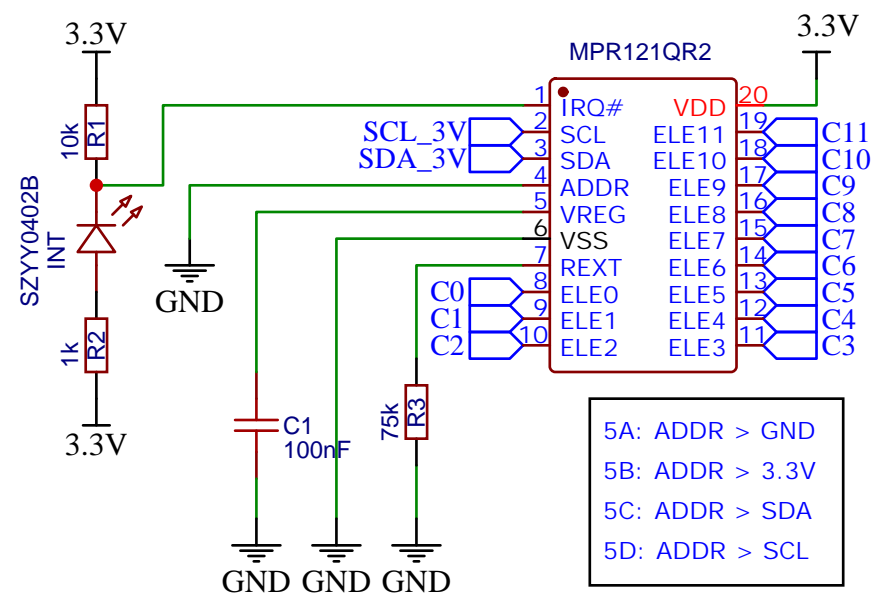 3.3V
10k
R1
SZYY0402B
INT
1k
R2
3.3V
GND
C1
100nF
GND
GND
75k
R3
GND
MPR121QR2
3.3V
1 IRQ# VDD 20
SCL_3V 2 SCL ELE11 19 C11
SDA_3V 3 SDA ELE10 18 C10
4 ADDR ELE9 17 C9
5 VREG ELE8 16 C8
6 VSS ELE7 15 C7
7 REXT ELE6 14 C6
C0 8 ELE0 ELE5 13 C5
C1 9 ELE1 ELE4 12 C4
C2 10 ELE2 ELE3 11 C3
5A: ADDR > GND
5B: ADDR > 3.3V
5C: ADDR > SDA
5D: ADDR > SCL